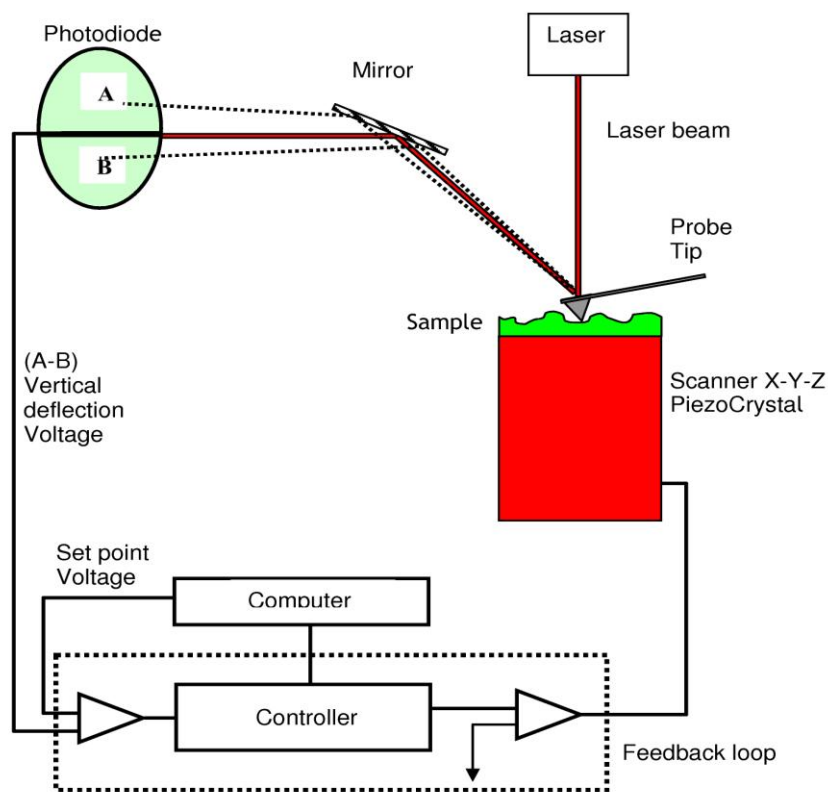 Photodiode
A
B
Mirror
Laser
Laser beam
Probe
Tip
Sample
(A-B)
Vertical
deflection
Voltage
Scanner X-Y-Z
PiezoCrystal
Set point
Voltage
Computer
Controller
Feedback loop